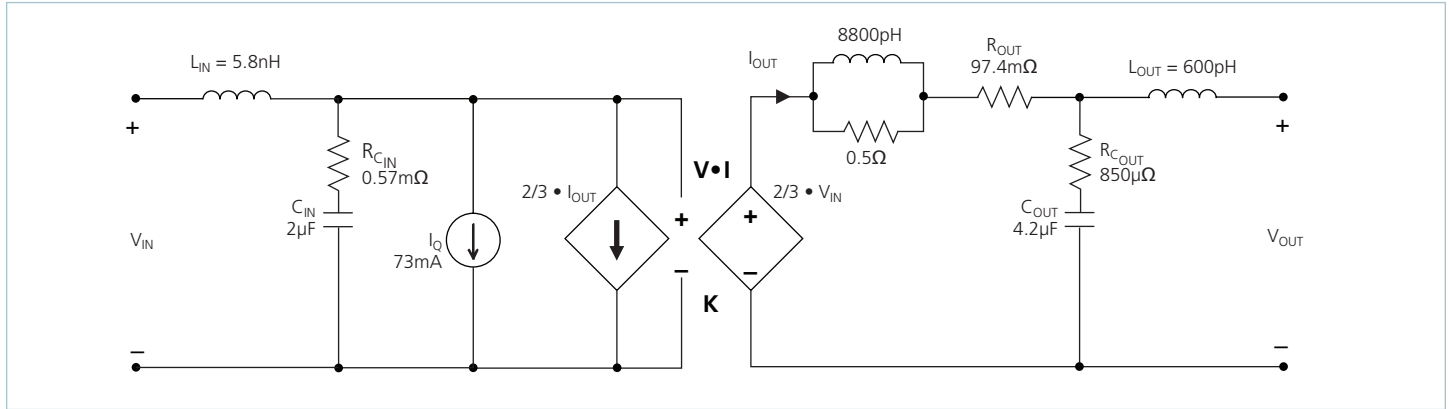 L_IN = 5.8nH
+
R_C_IN
0.57mΩ
C_IN
2µF
V_IN
I_Q
73mA
–
2/3 • I_OUT
V•I
+
–
K
2/3 • V_IN
+
–
I_OUT
8800pH
0.5Ω
R_OUT
97.4mΩ
L_OUT = 600pH
R_C_OUT
850µΩ
C_OUT
4.2µF
+
V_OUT
–